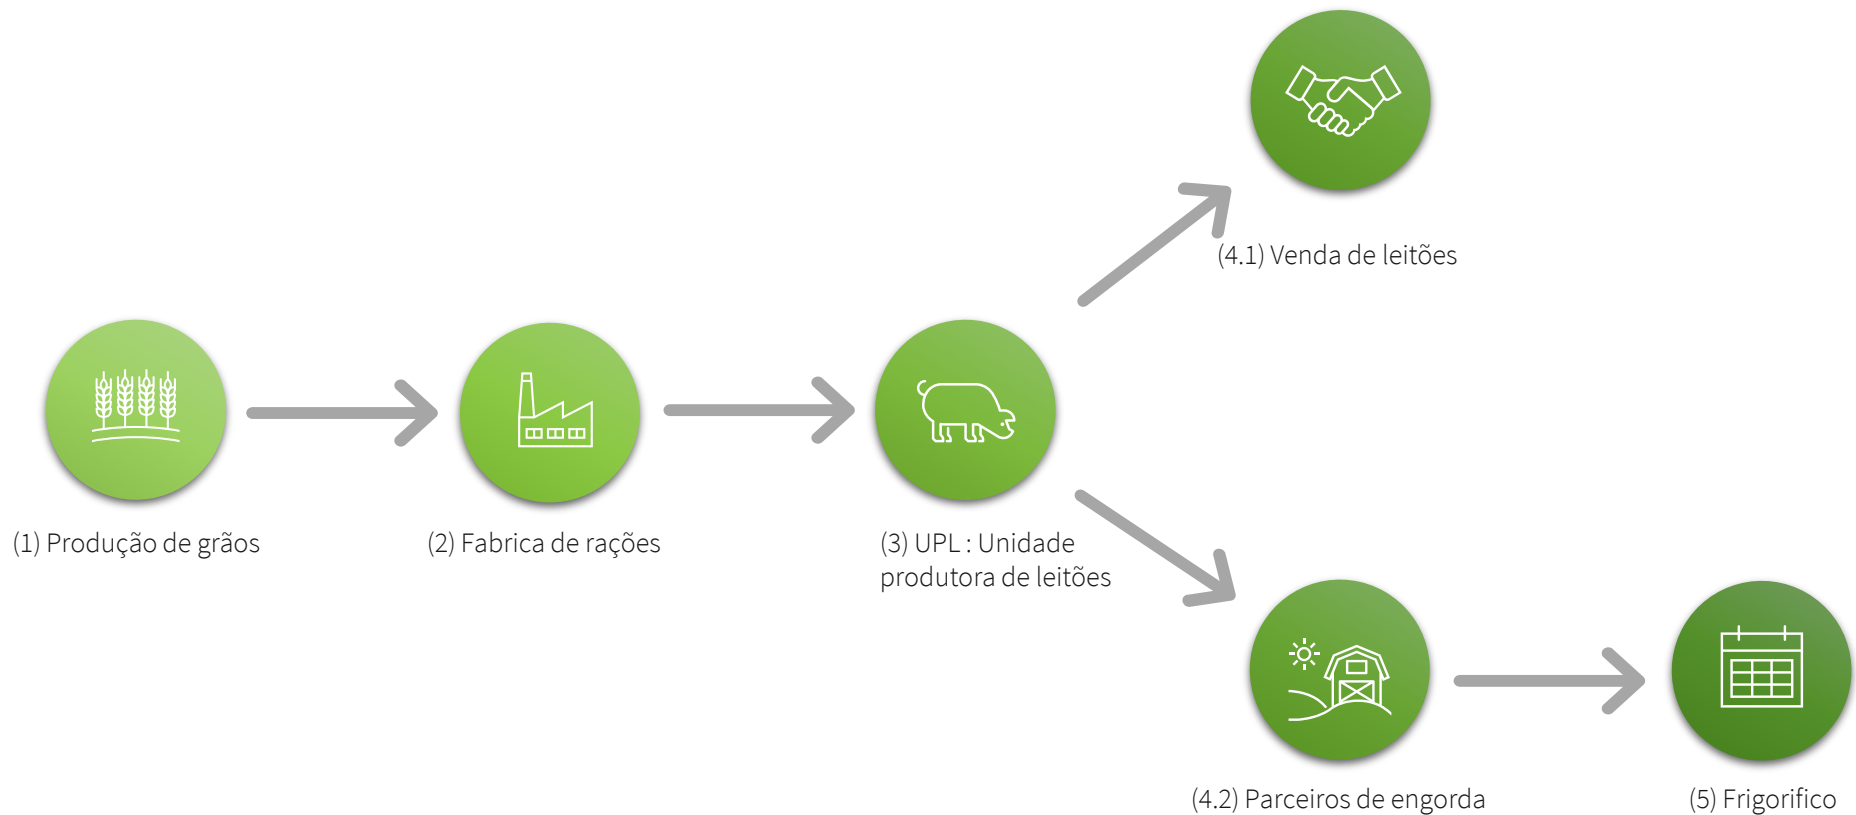 (4.1) Venda de leitões
(1) Produção de grãos
(2) Fabrica de rações
(3) UPL : Unidade
produtora de leitões
(4.2) Parceiros de engorda
(5) Frigorifico